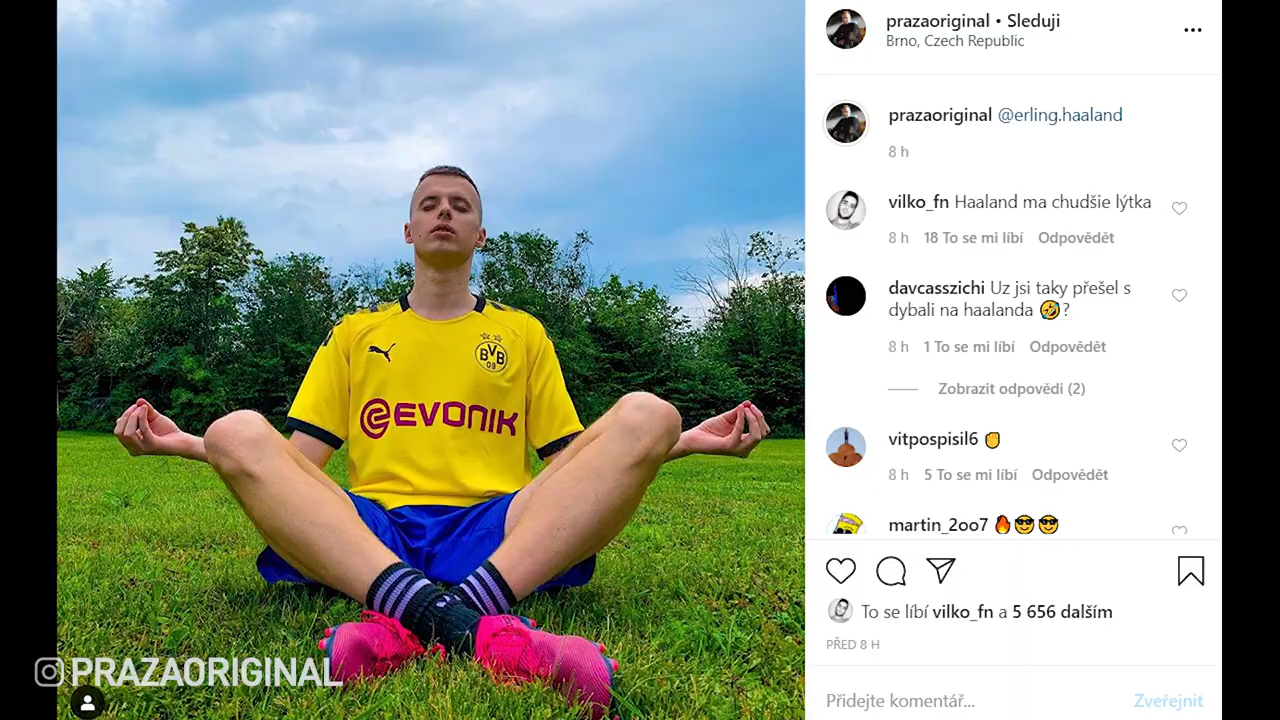 prazaoriginal • Sleduji
Brno, Czech Republic
prazaoriginal @erling.haaland
8 h
vilko_fn Haaland ma chudšie lýtka
8 h 18 To se mi líbí Odpovědět
davcasszichi Uz jsi taky přešel s
dybali na haalanda 🤣?
8 h 1 To se mi líbí Odpovědět
Zobrazit odpovědi (2)
vitpospisil6 👏
8 h 5 To se mi líbí Odpovědět
martin_2oo7 🔥😎😎
To se líbí vilko_fn a 5 656 dalším
PŘED 8 H
Přidejte komentář... Zveřejnit
BVB
09
EVONIK
PRAZAORIGINAL